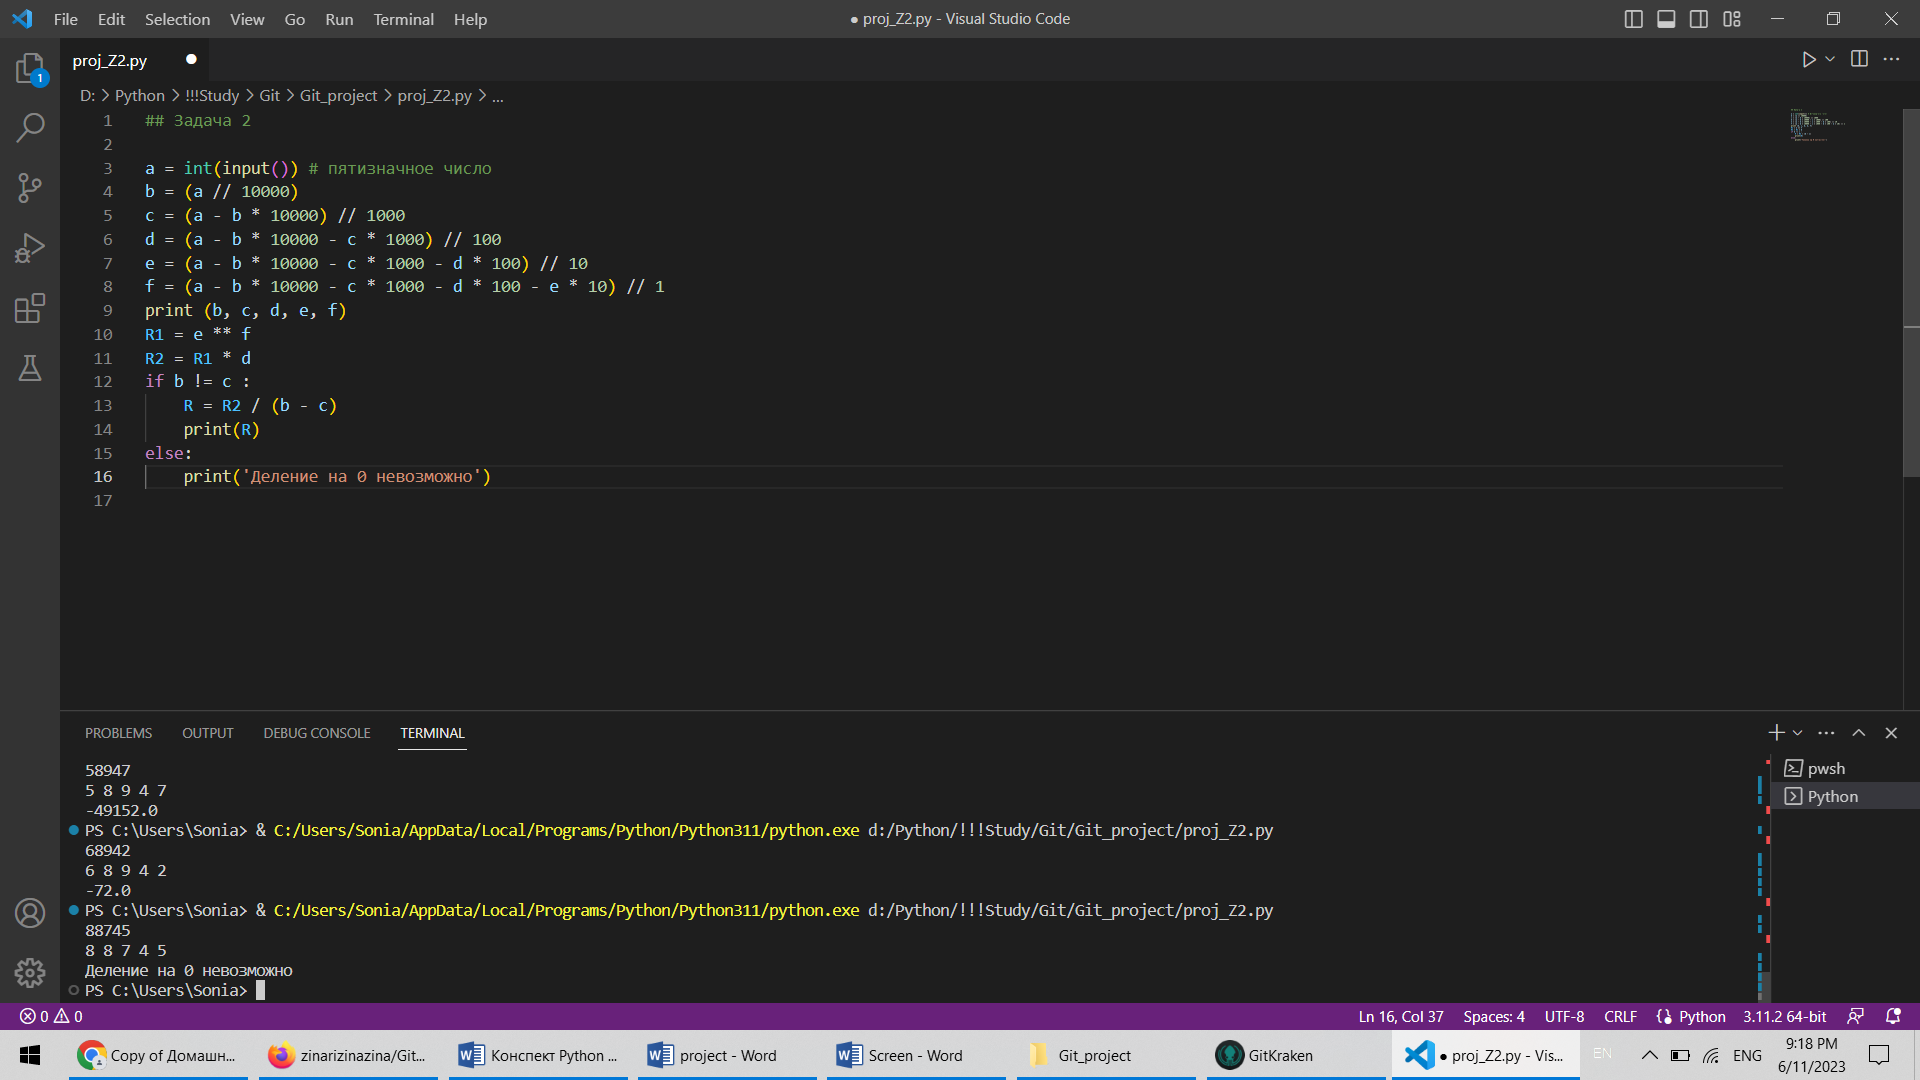 File Edit Selection View Go Run Terminal Help
● proj_Z2.py - Visual Studio Code
proj_Z2.py ●
1
D: > Python > !!!Study > Git > Git_project > proj_Z2.py > ...
1 ## Задача 2
2
3 a = int(input()) # пятизначное число
4 b = (a // 10000)
5 c = (a - b * 10000) // 1000
6 d = (a - b * 10000 - c * 1000) // 100
7 e = (a - b * 10000 - c * 1000 - d * 100) // 10
8 f = (a - b * 10000 - c * 1000 - d * 100 - e * 10) // 1
9 print (b, c, d, e, f)
10 R1 = e ** f
11 R2 = R1 * d
12 if b != c :
13 R = R2 / (b - c)
14 print(R)
15 else:
16 print('Деление на 0 невозможно')
17
PROBLEMS OUTPUT DEBUG CONSOLE TERMINAL
58947
5 8 9 4 7
-49152.0
PS C:\Users\Sonia> & C:/Users/Sonia/AppData/Local/Programs/Python/Python311/python.exe d:/Python/!!!Study/Git/Git_project/proj_Z2.py
68942
6 8 9 4 2
-72.0
PS C:\Users\Sonia> & C:/Users/Sonia/AppData/Local/Programs/Python/Python311/python.exe d:/Python/!!!Study/Git/Git_project/proj_Z2.py
88745
8 8 7 4 5
Деление на 0 невозможно
PS C:\Users\Sonia>
pwsh
Python
0 0
Ln 16, Col 37 Spaces: 4 UTF-8 CRLF Python 3.11.2 64-bit
Copy of Домашн... zinarizinazina/Git... Конспект Python ... project - Word Screen - Word Git_project GitKraken ● proj_Z2.py - Vis... EN ENG
9:18 PM
6/11/2023